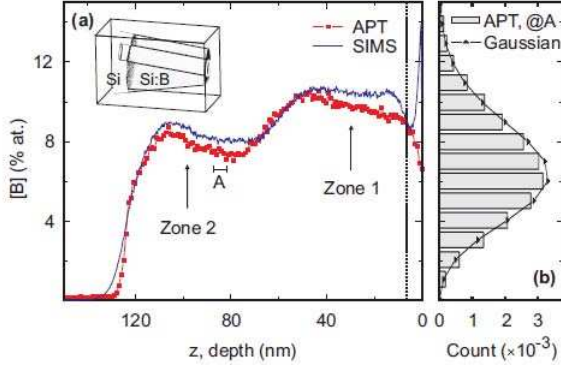 (a)
APT
SIMS
Si
Si:B
A
Zone 1
Zone 2
[B] (% at.)
12
8
4
120
80
40
0
z, depth (nm)
APT, @A
Gaussian
(b)
0
1
2
3
Count (×10⁻³)